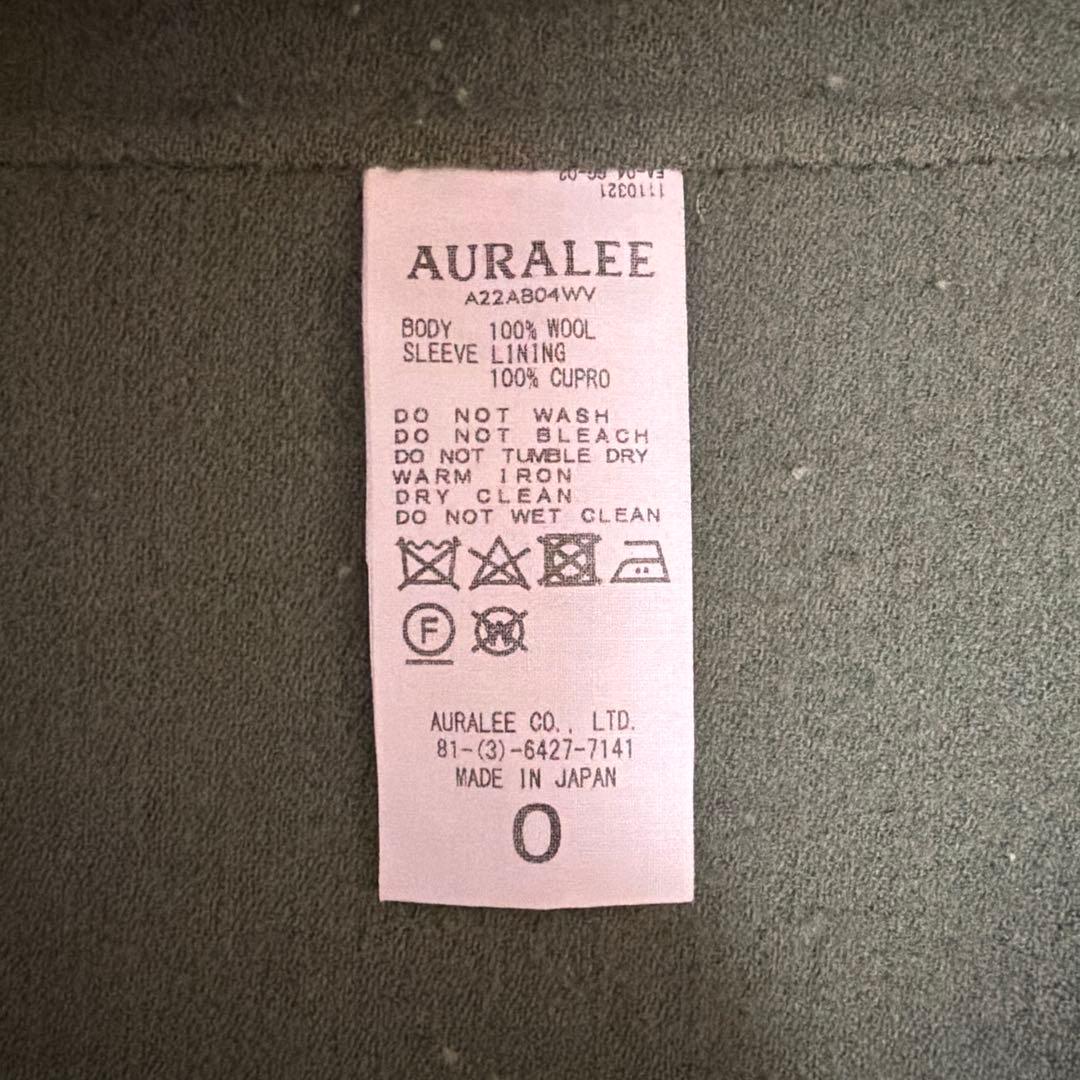 1110321
AURALEE
A22AB04WV
BODY 100% WOOL
SLEEVE LINING
100% CUPRO
DO NOT WASH
DO NOT BLEACH
DO NOT TUMBLE DRY
WARM IRON
DRY CLEAN
DO NOT WET CLEAN
F
W
AURALEE CO., LTD.
81-(3)-6427-7141
MADE IN JAPAN
0